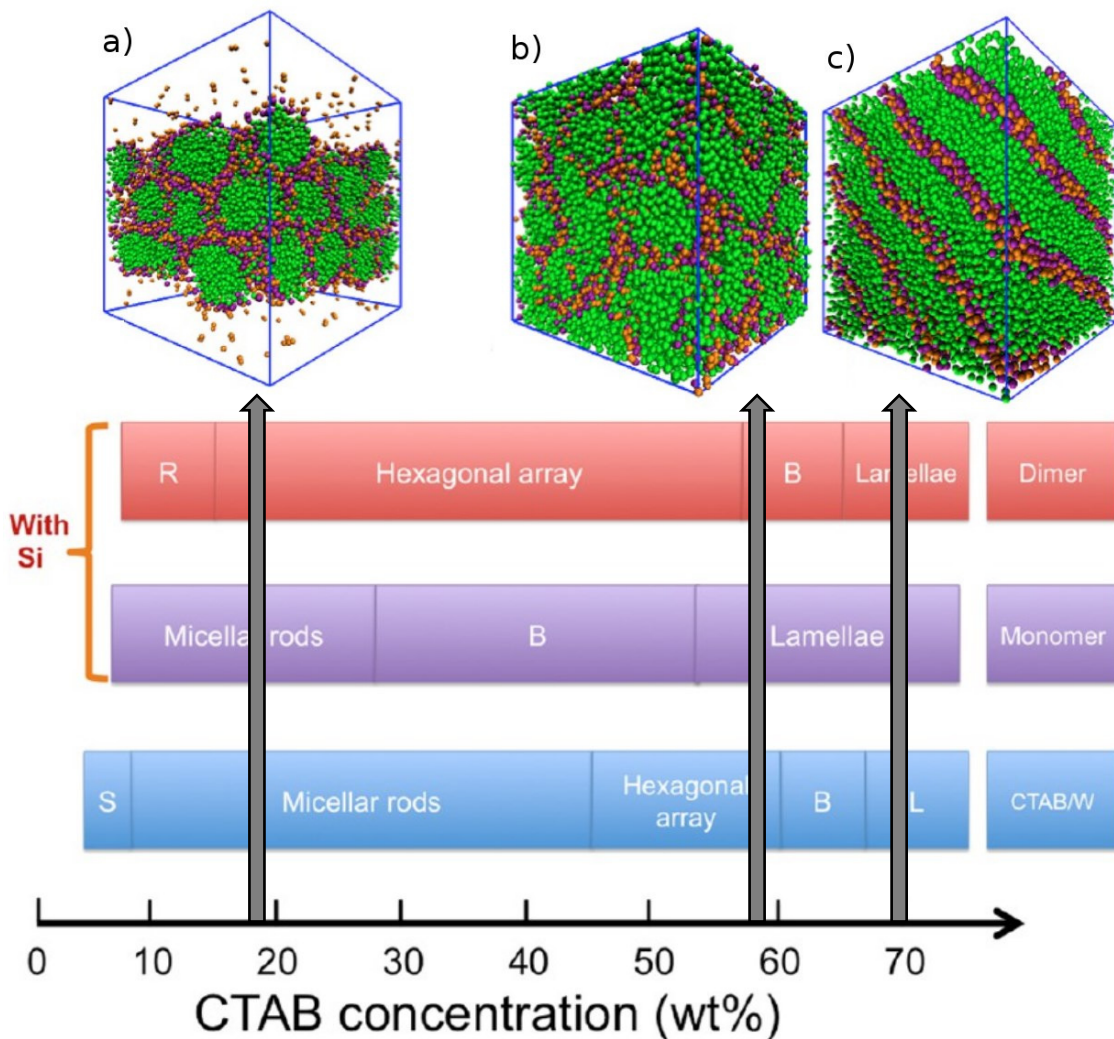 a)
b)
c)
R
Hexagonal array
B
Lamellae
Dimer
With
Si
Micellar rods
B
Lamellae
Monomer
S
Micellar rods
Hexagonal
array
B
L
CTAB/W
0 10 20 30 40 50 60 70
CTAB concentration (wt%)